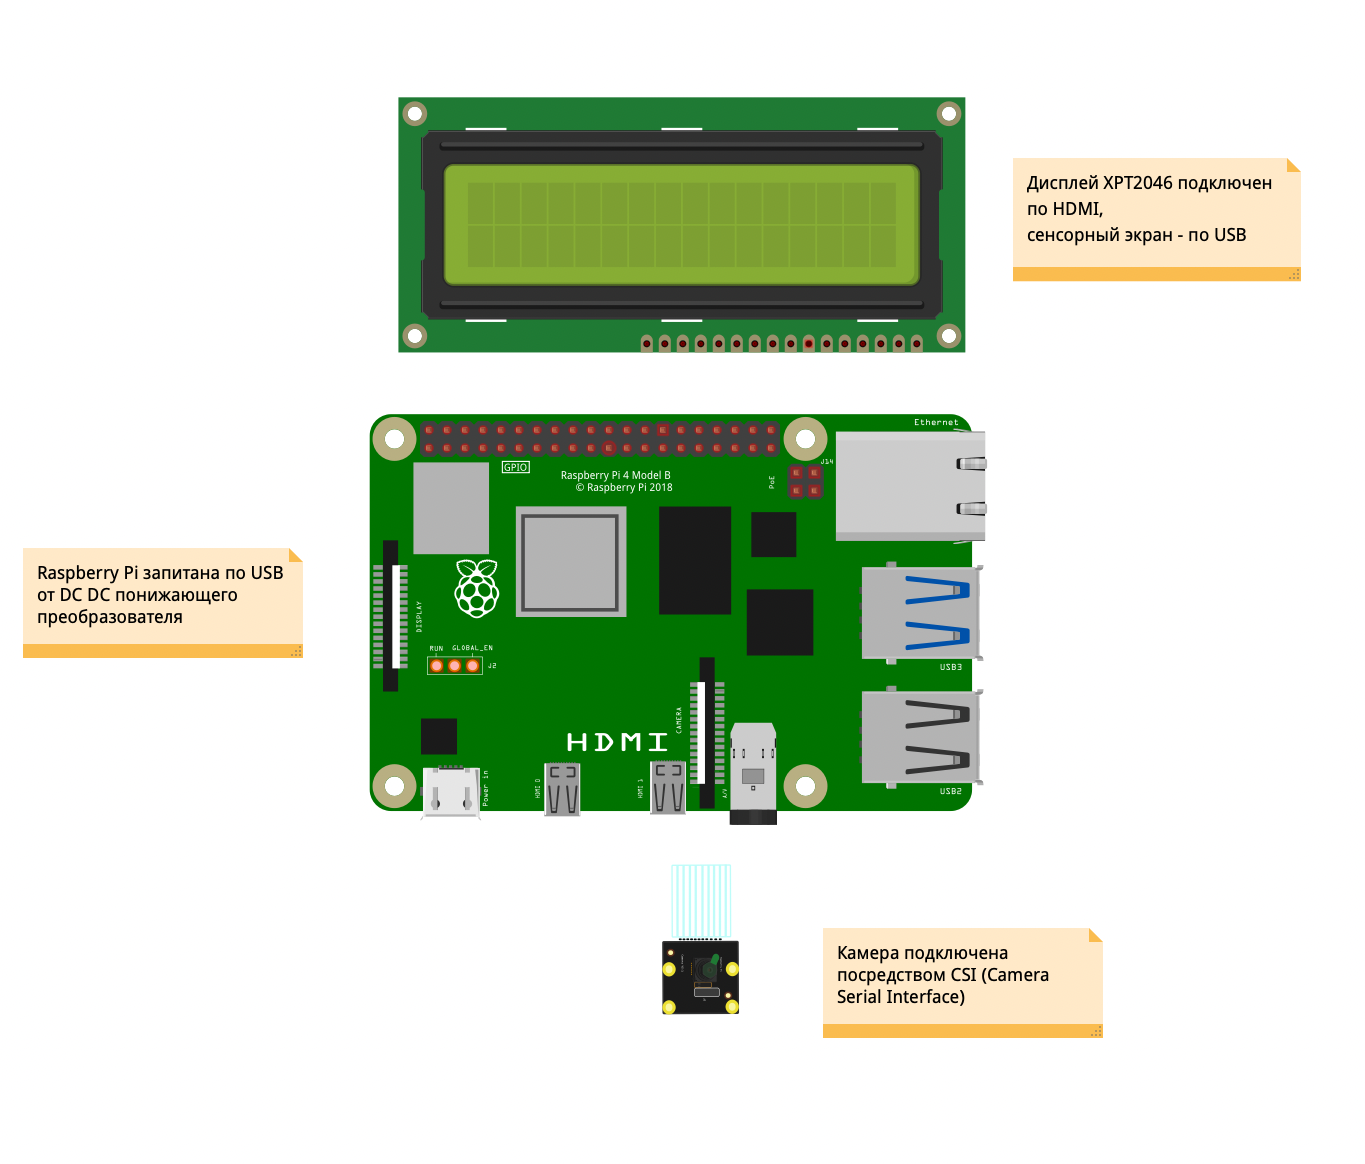 Дисплей XPT2046 подключен
по HDMI,
сенсорный экран - по USB
Ethernet
GPIO
Raspberry Pi 4 Model B
© Raspberry Pi 2018
J14
PoE
Raspberry Pi запитана по USB
от DC DC понижающего
преобразователя
DISPLAY
RUN GLOBAL_EN
J2
USB3
CAMERA
HDMI
Power in
HDMI 0
HDMI 1
A/V
USB2
Камера подключена
посредством CSI (Camera
Serial Interface)